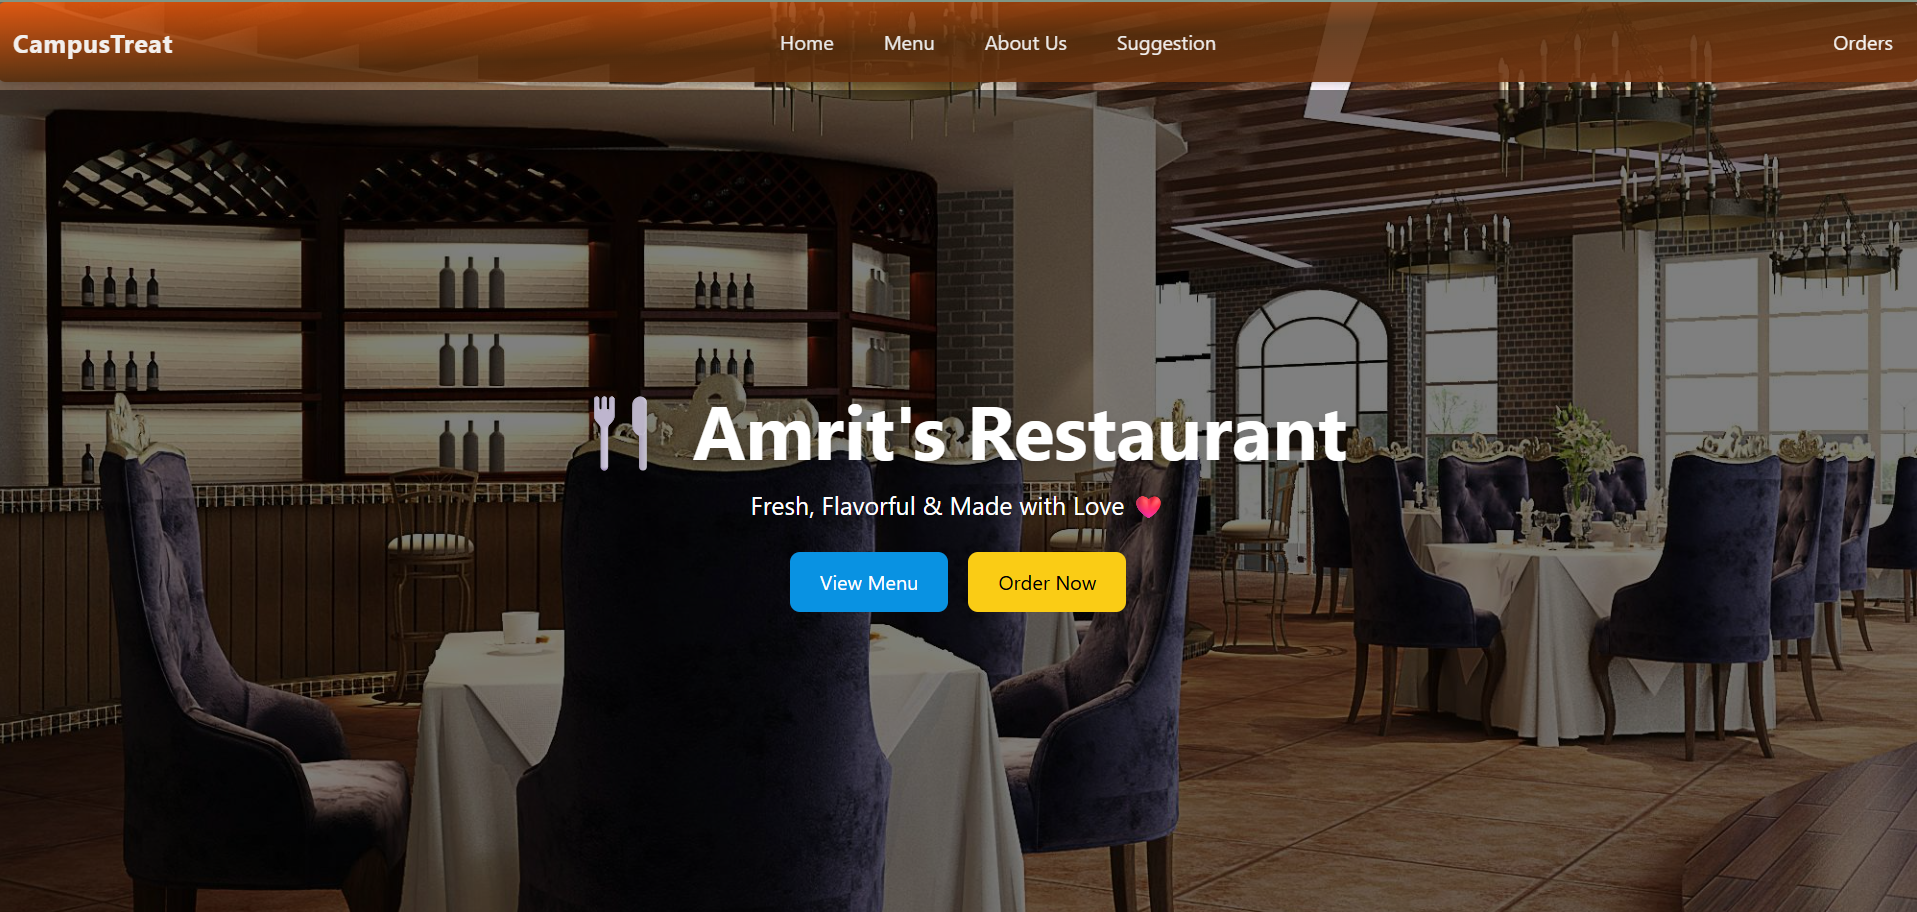 CampusTreat
Home
Menu
About Us
Suggestion
Orders
Amrit's Restaurant
Fresh, Flavorful & Made with Love
View Menu
Order Now